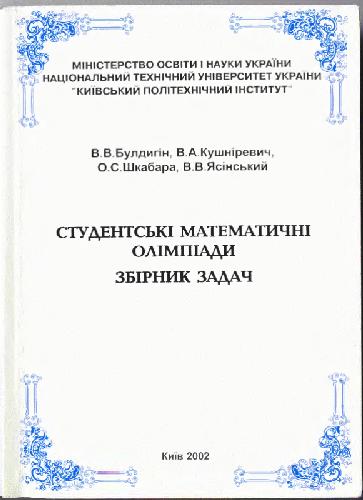 МІНІСТЕРСТВО ОСВІТИ І НАУКИ УКРАЇНИ
НАЦІОНАЛЬНИЙ ТЕХНІЧНИЙ УНІВЕРСИТЕТ УКРАЇНИ
"КИЇВСЬКИЙ ПОЛІТЕХНІЧНИЙ ІНСТИТУТ"
В.В.Булдигін, В.А.Кушніревич,
О.С.Шкабара, В.В.Ясінський
СТУДЕНТСЬКІ МАТЕМАТИЧНІ
ОЛІМПІАДИ
ЗБІРНИК ЗАДАЧ
Київ 2002